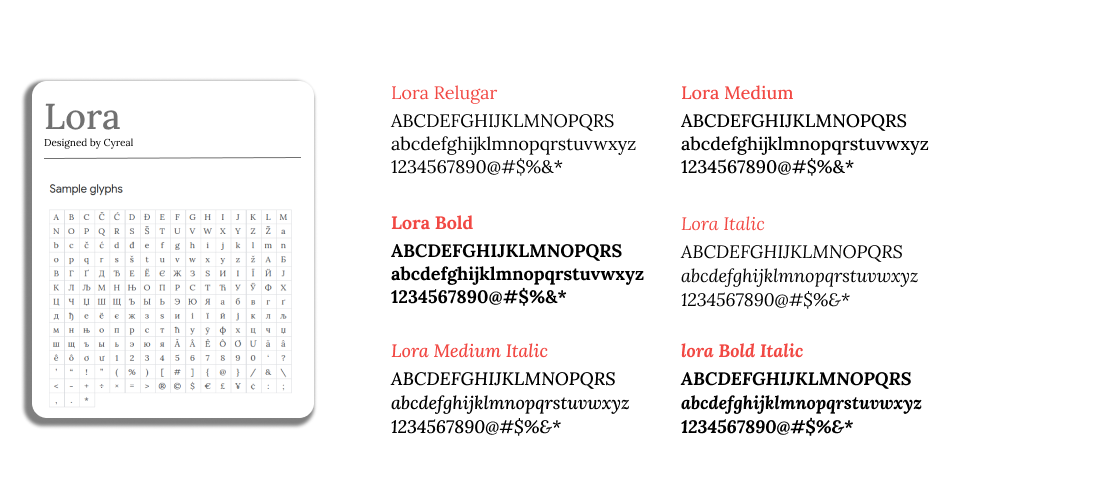 Lora
Designed by Cyreal
Sample glyphs
A B C Č Ć D Đ E F G H I J K L M
N O P Q R S Š T U V W X Y Z Ž a
b c č ć d đ e f g h i j k l m n
o p q r s š t u v w x y z ž А Б
В Г Ґ Д Ђ Е Ё Є Ж З Ѕ И І Ї Й Ј
К Л Љ М Н Њ О П Р С Т Ћ У Ў Ф Х
Ц Ч Џ Ш Щ Ъ Ы Ь Э Ю Я а б в г ґ
д ђ е ё є ж з ѕ и і ї й ј к л љ
м н њ о п р с т ћ у ў ф х ц ч џ
ш щ ъ ы ь э ю я Ă Â Ê Ô Ơ Ư ă â
ê ô ơ ư 1 2 3 4 5 6 7 8 9 0 ‘ ?
’ “ ! ” ( % ) [ # ] { @ } / & \
< - + ÷ × = > ® © $ € £ ¥ ¢ : ;
, . *
Lora Relugar
ABCDEFGHIJKLMNOPQRS
abcdefghijklmnopqrstuvwxyz
1234567890@#$%&*
Lora Medium
ABCDEFGHIJKLMNOPQRS
abcdefghijklmnopqrstuvwxyz
1234567890@#$%&*
Lora Bold
ABCDEFGHIJKLMNOPQRS
abcdefghijklmnopqrstuvwxyz
1234567890@#$%&*
Lora Italic
ABCDEFGHIJKLMNOPQRS
abcdefghijklmnopqrstuvwxyz
1234567890@#$%&*
Lora Medium Italic
ABCDEFGHIJKLMNOPQRS
abcdefghijklmnopqrstuvwxyz
1234567890@#$%&*
lora Bold Italic
ABCDEFGHIJKLMNOPQRS
abcdefghijklmnopqrstuvwxyz
1234567890@#$%&*